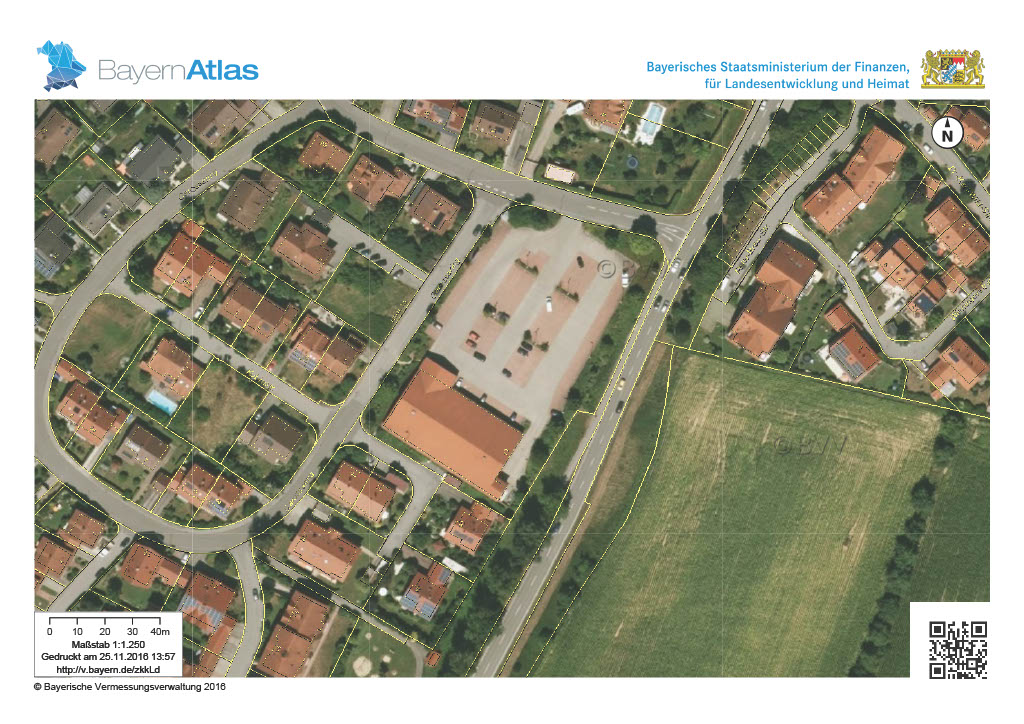 BayernAtlas
Bayerisches Staatsministerium der Finanzen,
für Landesentwicklung und Heimat
N
0 10 20 30 40m
Maßstab 1:1.250
Gedruckt am 25.11.2016 13:57
http://v.bayern.de/zkkLd
© Bayerische Vermessungsverwaltung 2016